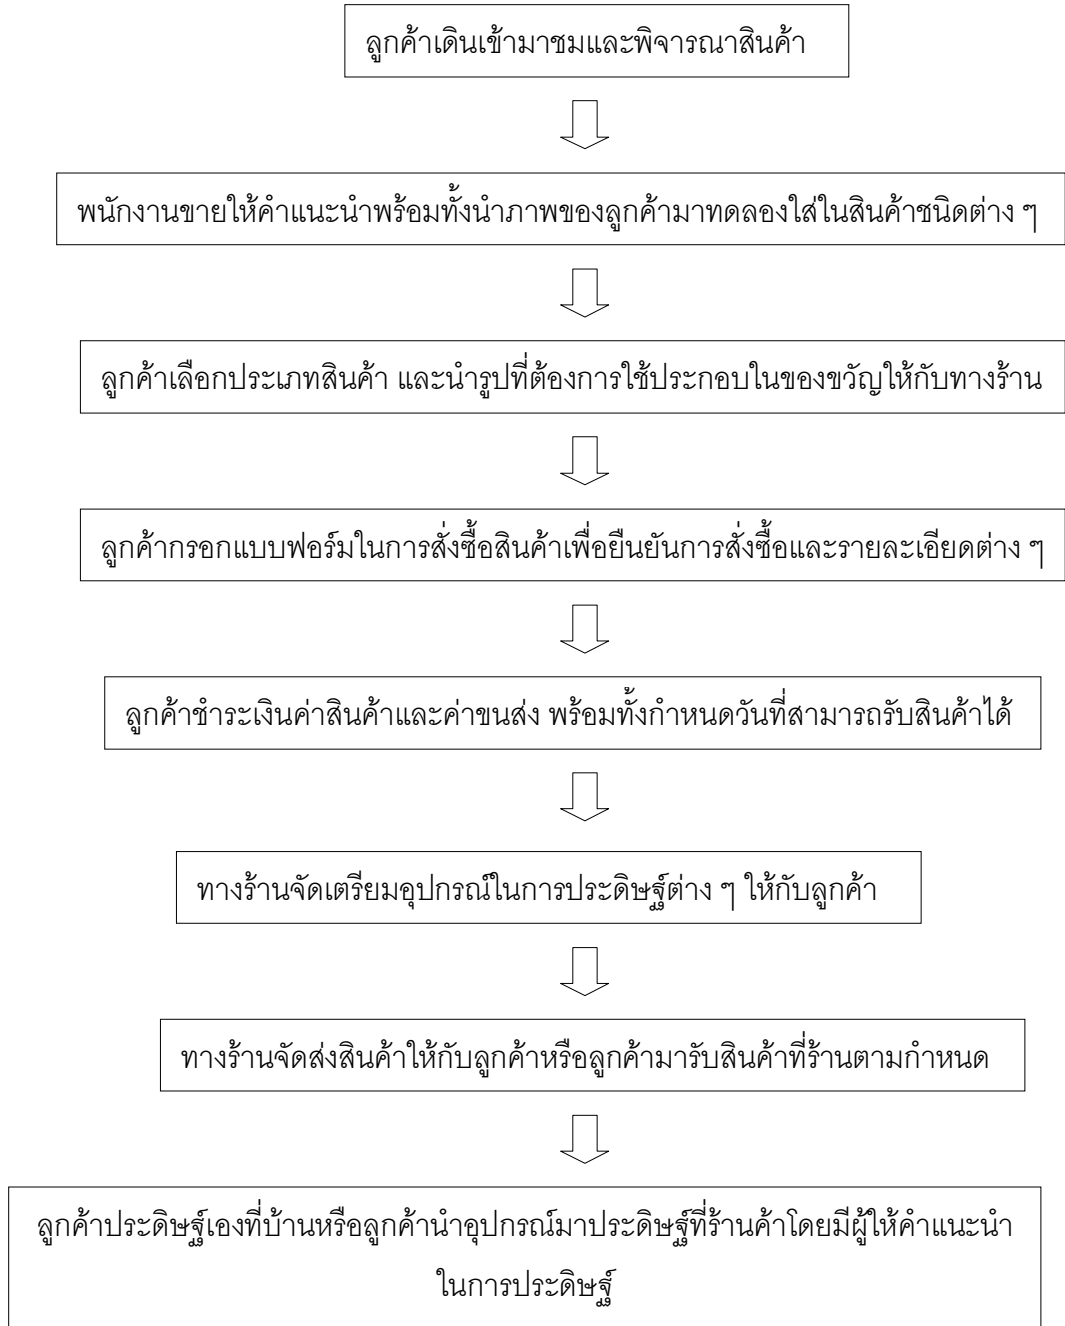 ลูกค้าเดินเข้ามาชมและพิจารณาสินค้า
พนักงานขายให้คำแนะนำพร้อมทั้งนำภาพของลูกค้ามาทดลองใส่ในสินค้าชนิดต่าง ๆ
ลูกค้าเลือกประเภทสินค้า และนำรูปที่ต้องการใช้ประกอบในของขวัญให้กับทางร้าน
ลูกค้ากรอกแบบฟอร์มในการสั่งซื้อสินค้าเพื่อยืนยันการสั่งซื้อและรายละเอียดต่าง ๆ
ลูกค้าชำระเงินค่าสินค้าและค่าขนส่ง พร้อมทั้งกำหนดวันที่สามารถรับสินค้าได้
ทางร้านจัดเตรียมอุปกรณ์ในการประดิษฐ์ต่าง ๆ ให้กับลูกค้า
ทางร้านจัดส่งสินค้าให้กับลูกค้าหรือลูกค้ามารับสินค้าที่ร้านตามกำหนด
ลูกค้าประดิษฐ์เองที่บ้านหรือลูกค้านำอุปกรณ์มาประดิษฐ์ที่ร้านค้าโดยมีผู้ให้คำแนะนำ
ในการประดิษฐ์